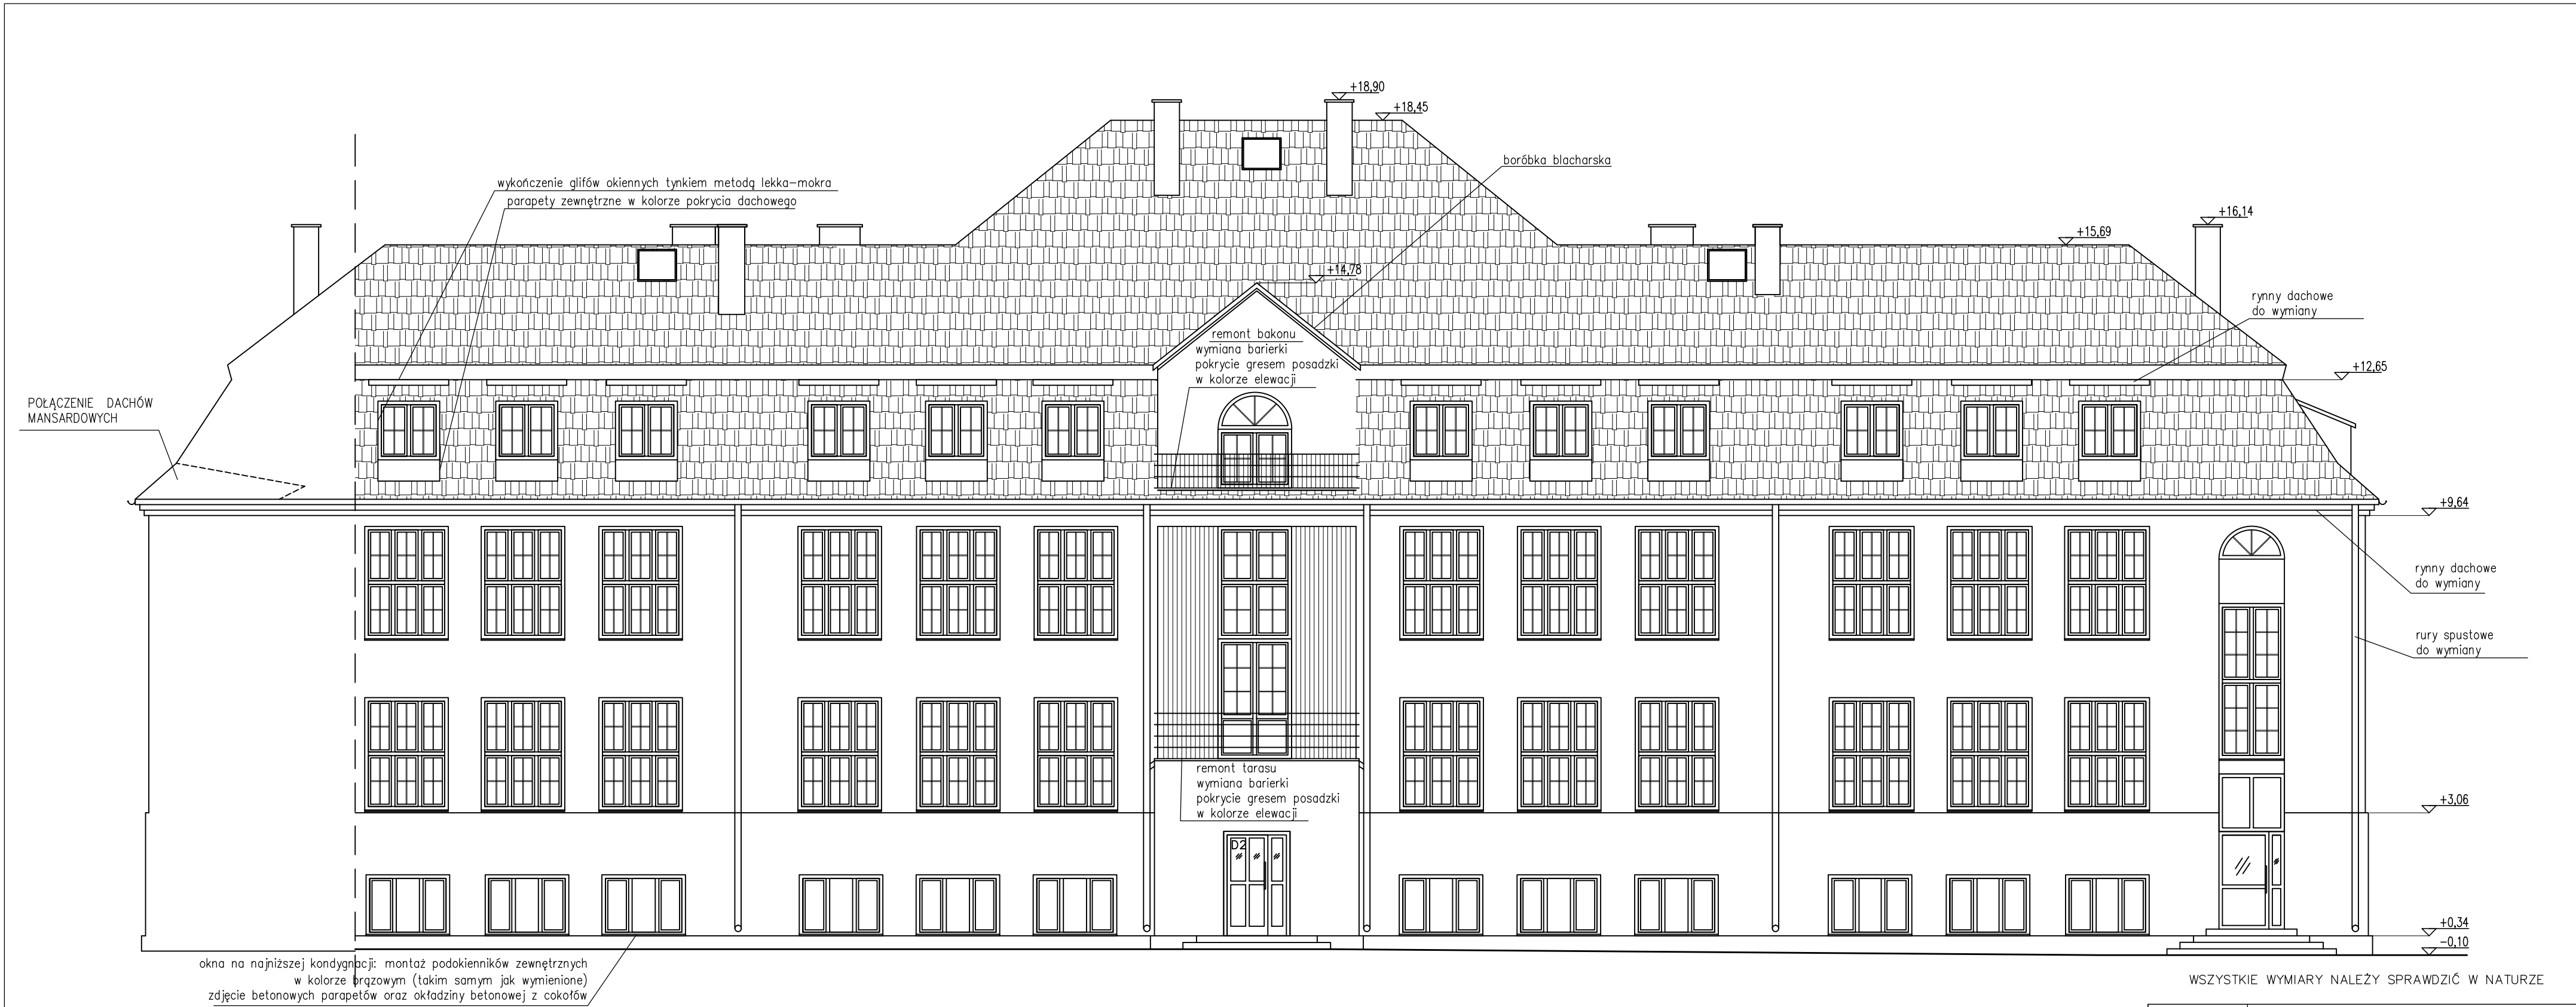 +18,90
+18,45
boróbka blacharska
wykończenie glifów okiennych tynkiem metodą lekka-mokra
parapety zewnętrzne w kolorze pokrycia dachowego
+16,14
+15,69
+14,78
rynny dachowe
do wymiany
remont bakonu
wymiana barierki
pokrycie gresem posadzki
w kolorze elewacji
+12,65
POŁĄCZENIE DACHÓW
MANSARDOWYCH
+9,64
rynny dachowe
do wymiany
rury spustowe
do wymiany
remont tarasu
wymiana barierki
pokrycie gresem posadzki
w kolorze elewacji
+3,06
D2
+0,34
-0,10
okna na najniższej kondygnacji: montaż podokienników zewnętrznych
w kolorze brązowym (takim samym jak wymienione)
zdjęcie betonowych parapetów oraz okładziny betonowej z cokołów
WSZYSTKIE WYMIARY NALEŻY SPRAWDZIĆ W NATURZE